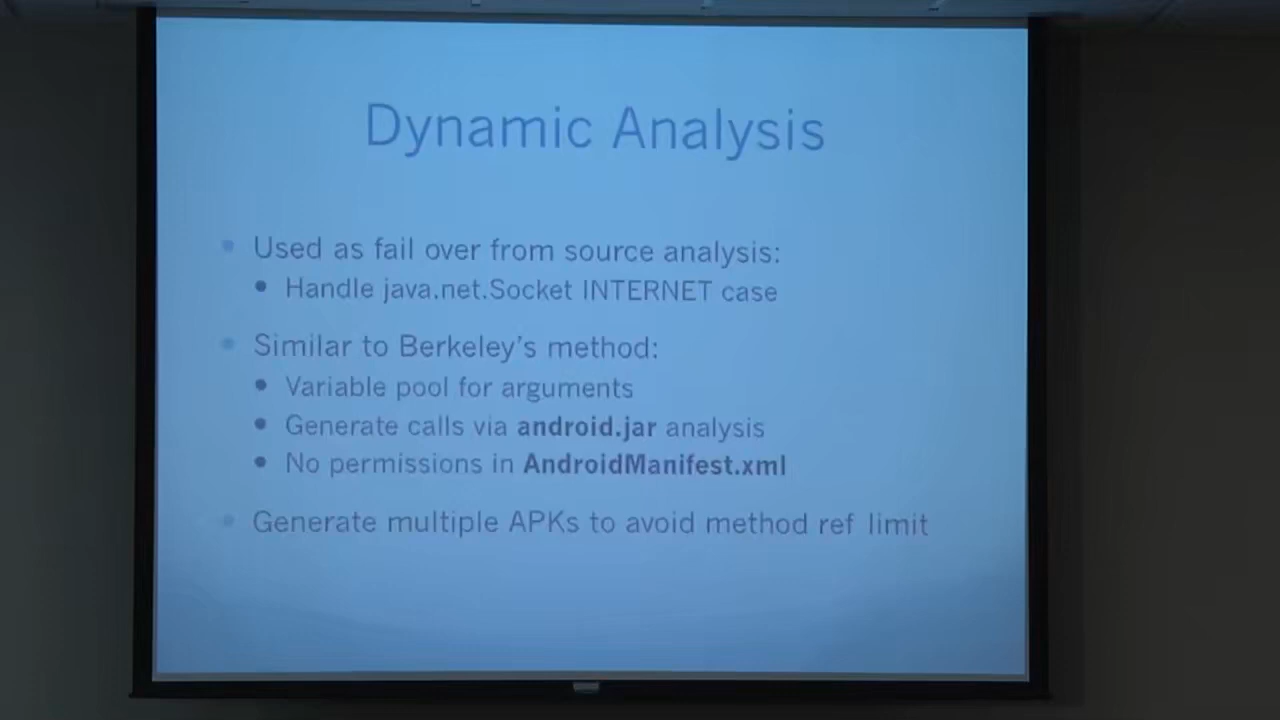 Dynamic Analysis
Used as fail over from source analysis:
Handle java.net.Socket INTERNET case
Similar to Berkeley's method:
Variable pool for arguments
Generate calls via android.jar analysis
No permissions in AndroidManifest.xml
Generate multiple APKs to avoid method ref limit